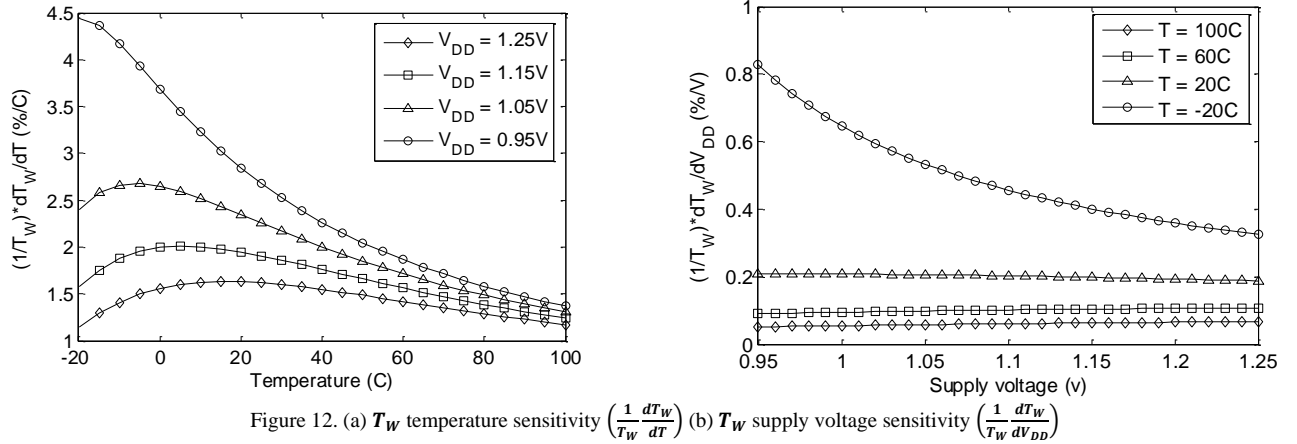 4.5
4
3.5
3
2.5
2
1.5
1
(1/T_W)*dT_W/dT (%/C)
-20 0 20 40 60 80 100
Temperature (C)
V_DD = 1.25V
V_DD = 1.15V
V_DD = 1.05V
V_DD = 0.95V
1
0.8
0.6
0.4
0.2
0
(1/T_W)*dT_W/dV_DD (%/V)
0.95 1 1.05 1.1 1.15 1.2 1.25
Supply voltage (v)
T = 100C
T = 60C
T = 20C
T = -20C
Figure 12. (a) T_W temperature sensitivity (1/T_W dT_W/dT) (b) T_W supply voltage sensitivity (1/T_W dT_W/dV_DD)